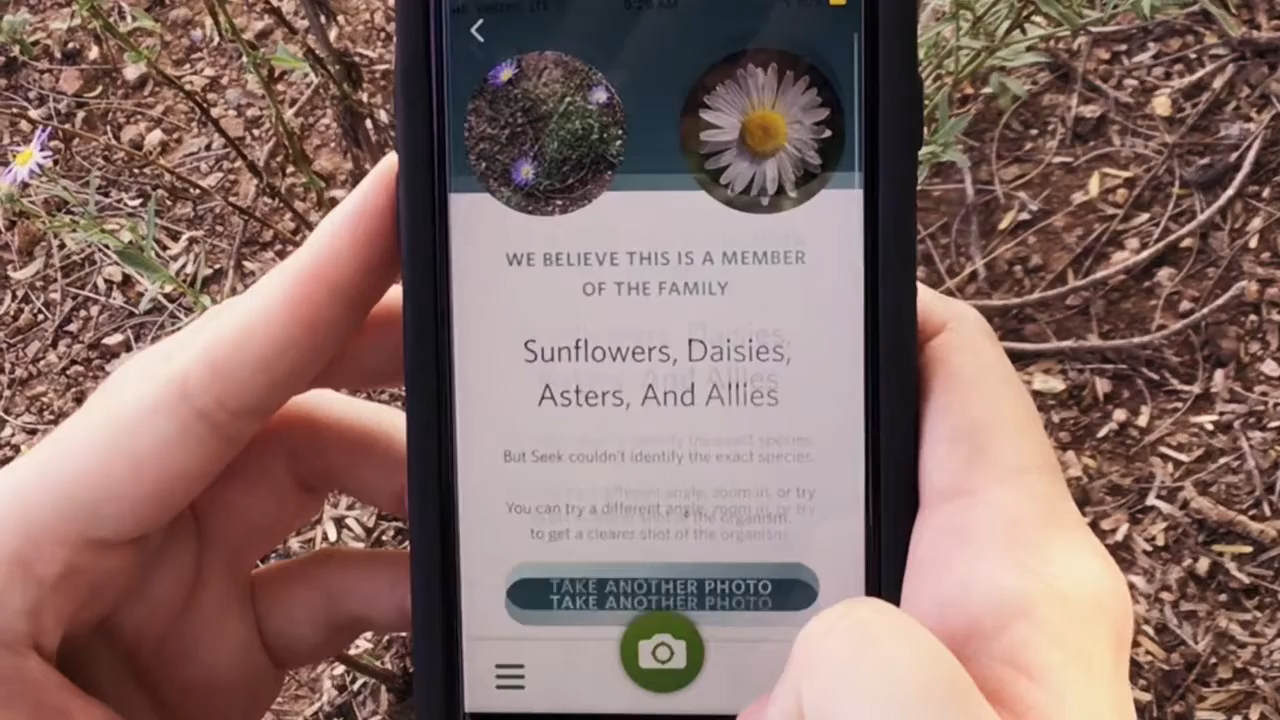 WE BELIEVE THIS IS A MEMBER
OF THE FAMILY
Sunflowers, Daisies,
Asters, And Allies
But Seek couldn't identify the exact species.
You can try a different angle, zoom in, or try
to get a clearer shot of the organism.
TAKE ANOTHER PHOTO